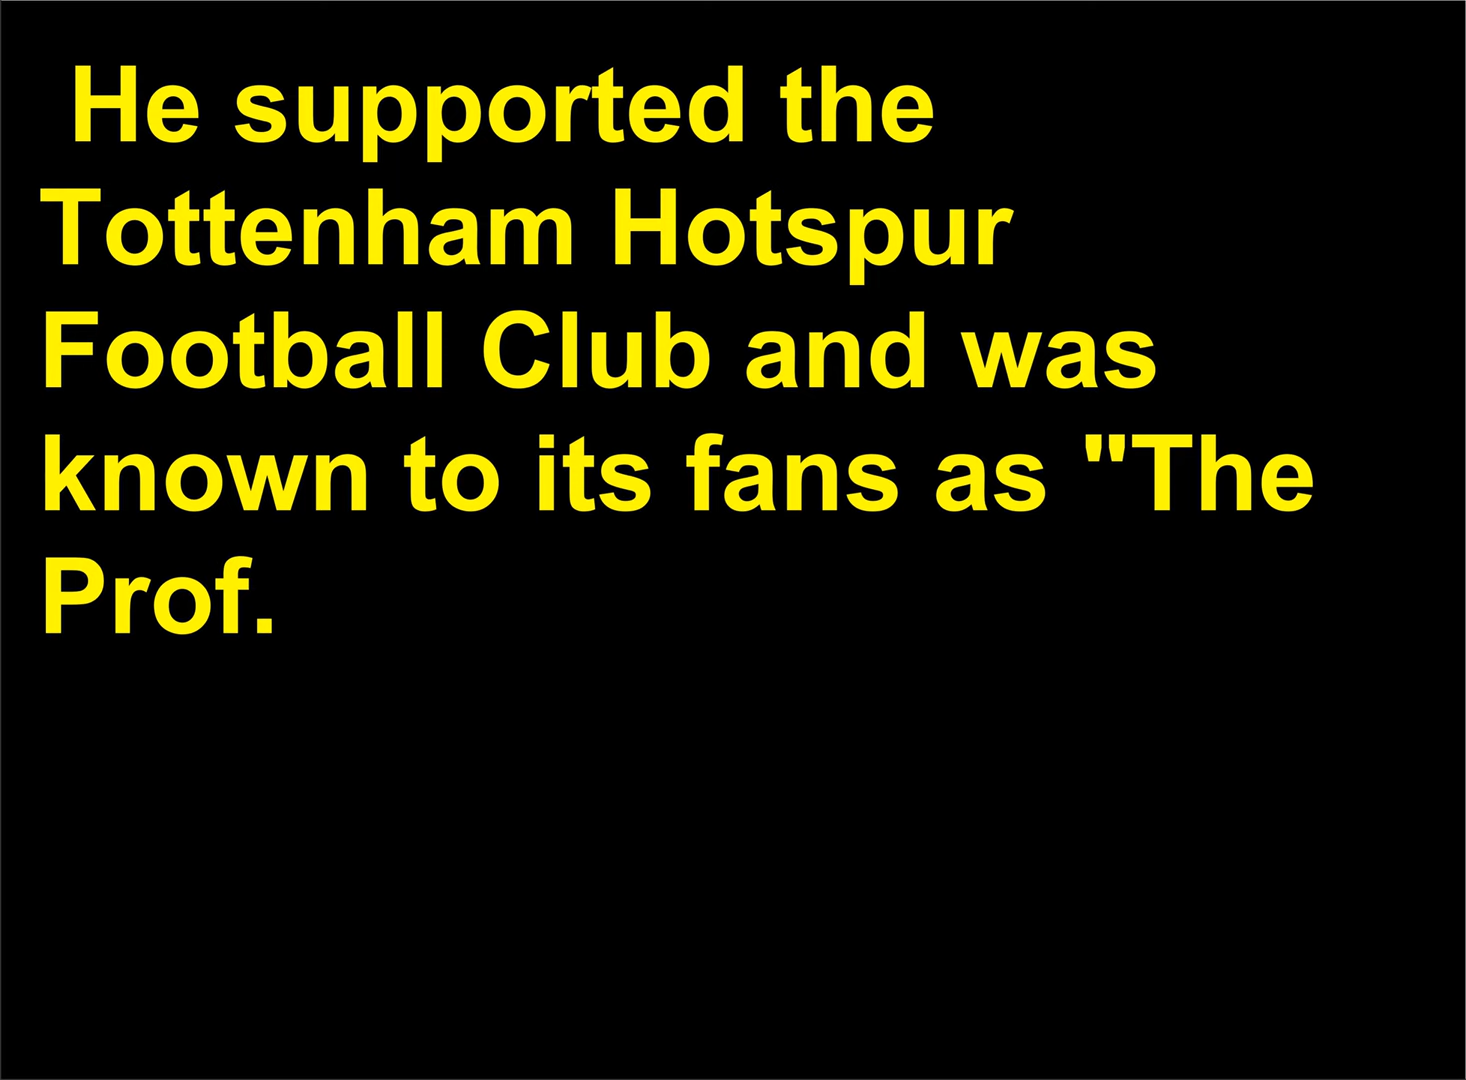 He supported the
Tottenham Hotspur
Football Club and was
known to its fans as "The
Prof.